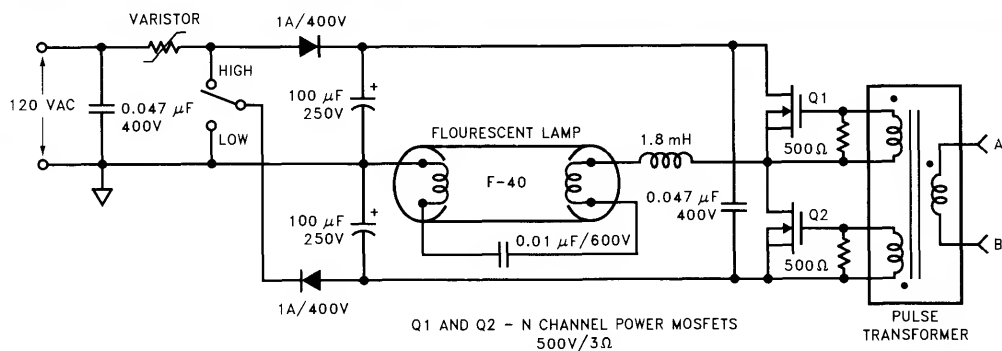 VARISTOR
1A/400V
HIGH
LOW
120 VAC
0.047 µF
400V
100 µF
250V
+
FLOURESCENT LAMP
F-40
1.8 mH
0.047 µF
400V
Q1
500Ω
Q2
500Ω
A
B
100 µF
250V
+
0.01 µF/600V
1A/400V
PULSE
TRANSFORMER
Q1 AND Q2 - N CHANNEL POWER MOSFETS
500V/3Ω